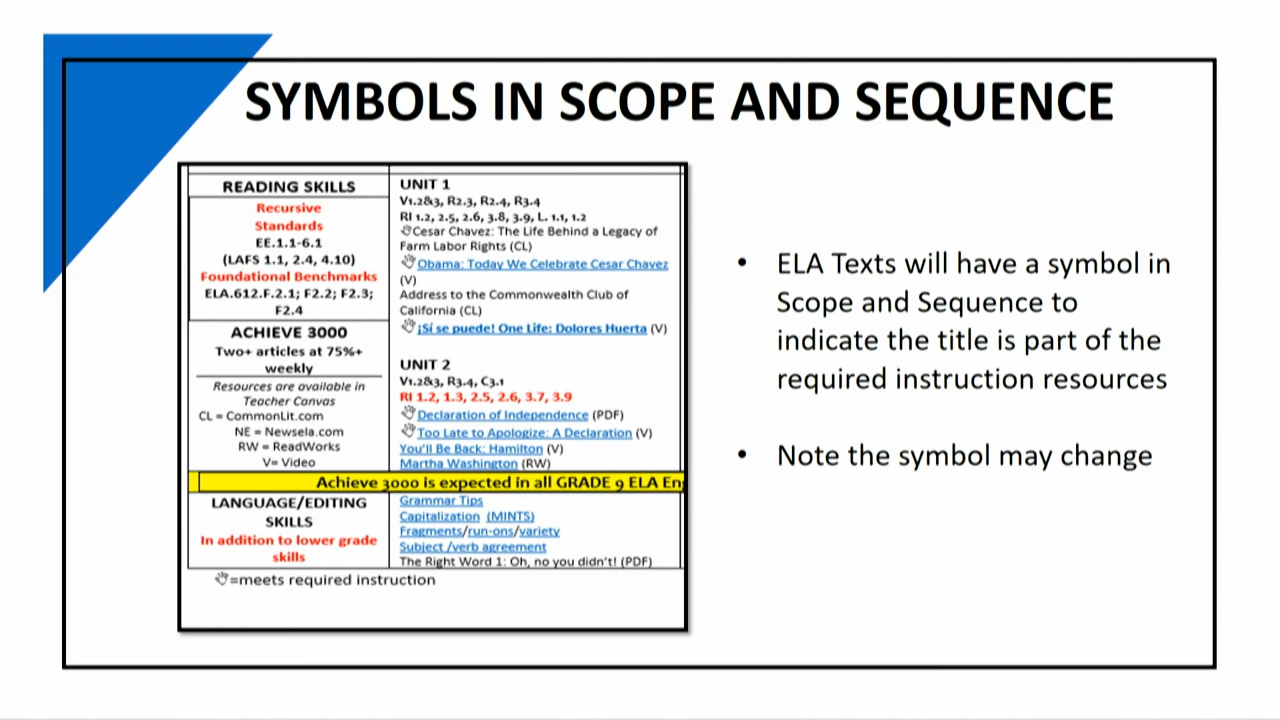 SYMBOLS IN SCOPE AND SEQUENCE
READING SKILLS
Recursive
Standards
EE.1.1-6.1
(LAFS 1.1, 2.4, 4.10)
Foundational Benchmarks
ELA.612.F.2.1; F2.2; F2.3;
F2.4
ACHIEVE 3000
Two+ articles at 75%+
weekly
Resources are available in
Teacher Canvas
CL = CommonLit.com
NE = Newsela.com
RW = ReadWorks
V= Video
UNIT 1
V1.2&3, R2.3, R2.4, R3.4
RI 1.2, 2.5, 2.6, 3.8, 3.9, L. 1.1, 1.2
Cesar Chavez: The Life Behind a Legacy of
Farm Labor Rights (CL)
Obama: Today We Celebrate Cesar Chavez
(V)
Address to the Commonwealth Club of
California (CL)
¡Sí se puede! One Life: Dolores Huerta (V)
UNIT 2
V1.2&3, R3.4, C3.1
RI 1.2, 1.3, 2.5, 2.6, 3.7, 3.9
Declaration of Independence (PDF)
Too Late to Apologize: A Declaration (V)
You'll Be Back: Hamilton (V)
Martha Washington (RW)
Achieve 3000 is expected in all GRADE 9 ELA En
LANGUAGE/EDITING
SKILLS
In addition to lower grade
skills
Grammar Tips
Capitalization (MINTS)
Fragments/run-ons/variety
Subject /verb agreement
The Right Word 1: Oh, no you didn't! (PDF)
=meets required instruction
• ELA Texts will have a symbol in
Scope and Sequence to
indicate the title is part of the
required instruction resources
• Note the symbol may change